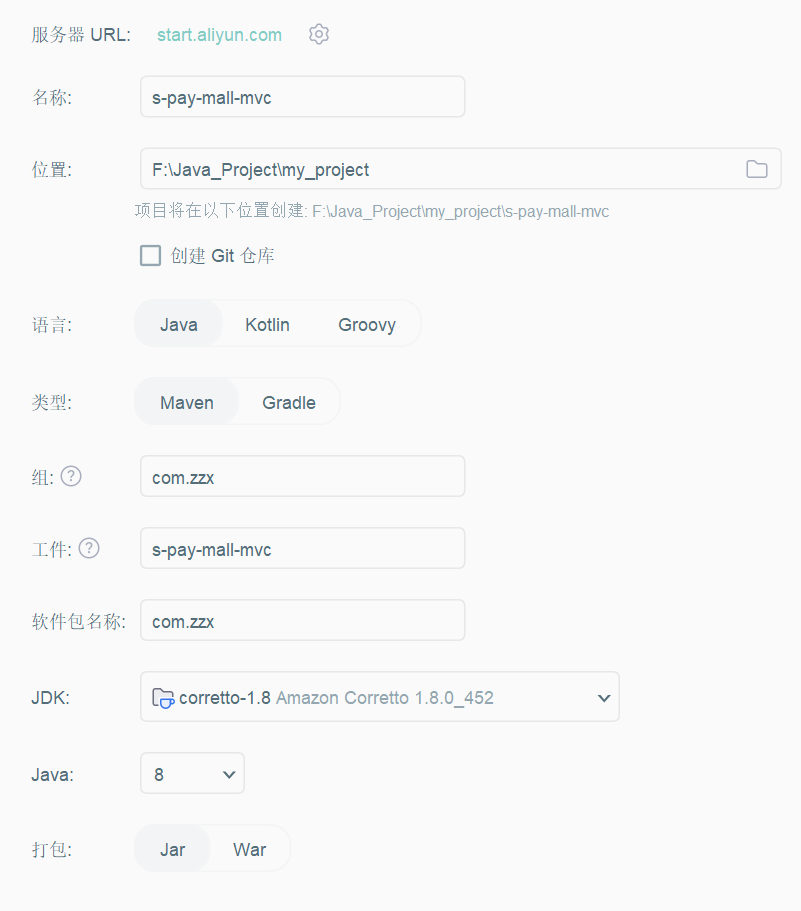 服务器 URL: start.aliyun.com
名称: s-pay-mall-mvc
位置: F:\Java_Project\my_project
项目将在以下位置创建: F:\Java_Project\my_project\s-pay-mall-mvc
创建 Git 仓库
语言: Java Kotlin Groovy
类型: Maven Gradle
组: ? com.zzx
工件: ? s-pay-mall-mvc
软件包名称: com.zzx
JDK: corretto-1.8 Amazon Corretto 1.8.0_452
Java: 8
打包: Jar War